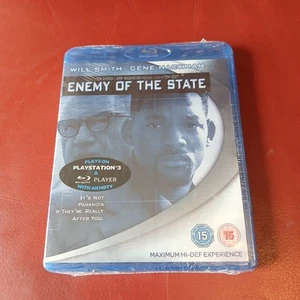 WILL SMITH GENE HACKMAN
ENEMY OF THE STATE
PLAYS ON
PLAYSTATION®3
&
PLAYER
WITH AN HDTV
IT'S NOT
PARANOIA
IF THEY'RE REALLY
AFTER YOU.
15 15
MAXIMUM HI-DEF EXPERIENCE